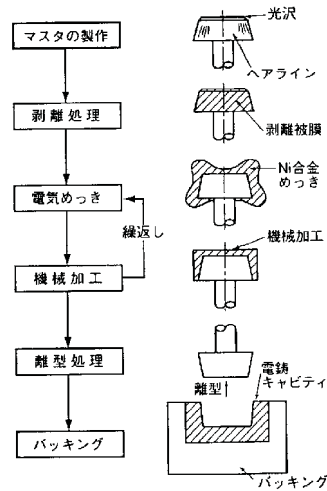 マスタの製作
剥離処理
電気めっき
繰返し
機械加工
離型処理
バッキング
光沢
ヘアライン
剥離被膜
Ni合金
めっき
機械加工
離型
電鋳
キャビティ
バッキング